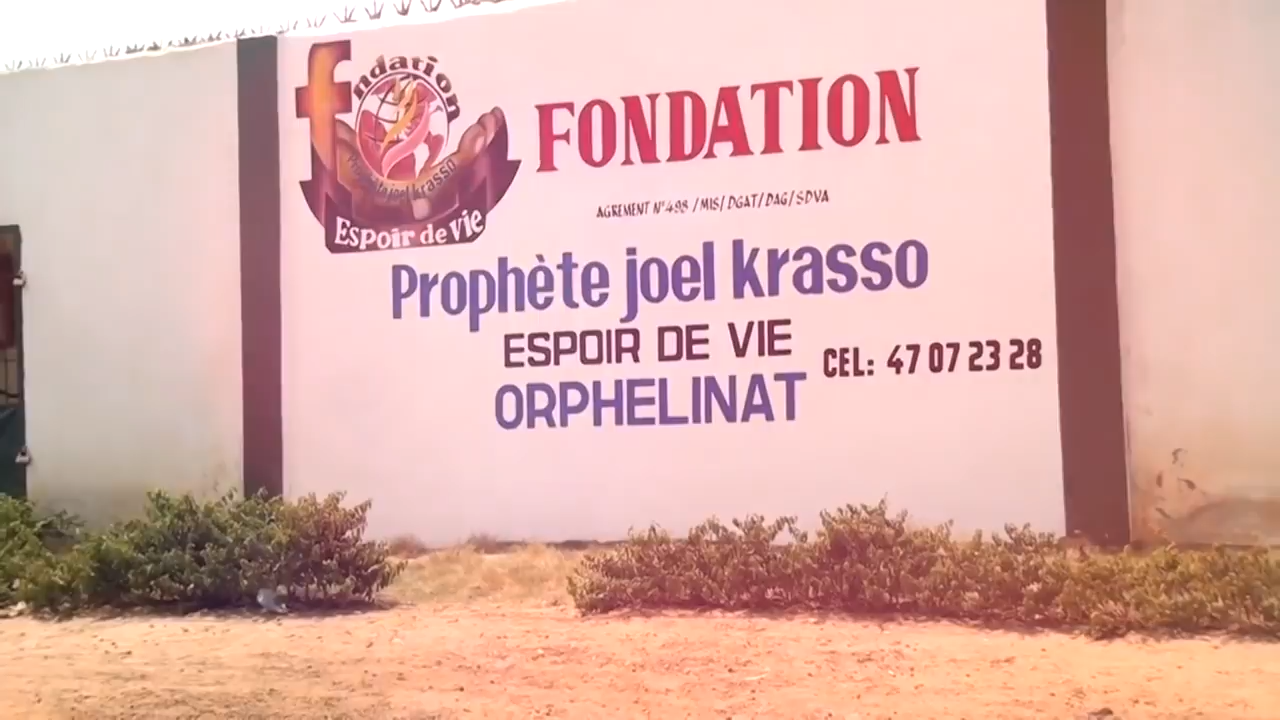 fondation
Prophète joel krasso
Espoir de Vie
FONDATION
AGREMENT N°498 / MIS/ DGAT/ DAG/ SDVA
Prophète joel krasso
ESPOIR DE VIE
ORPHELINAT
CEL: 47 07 23 28